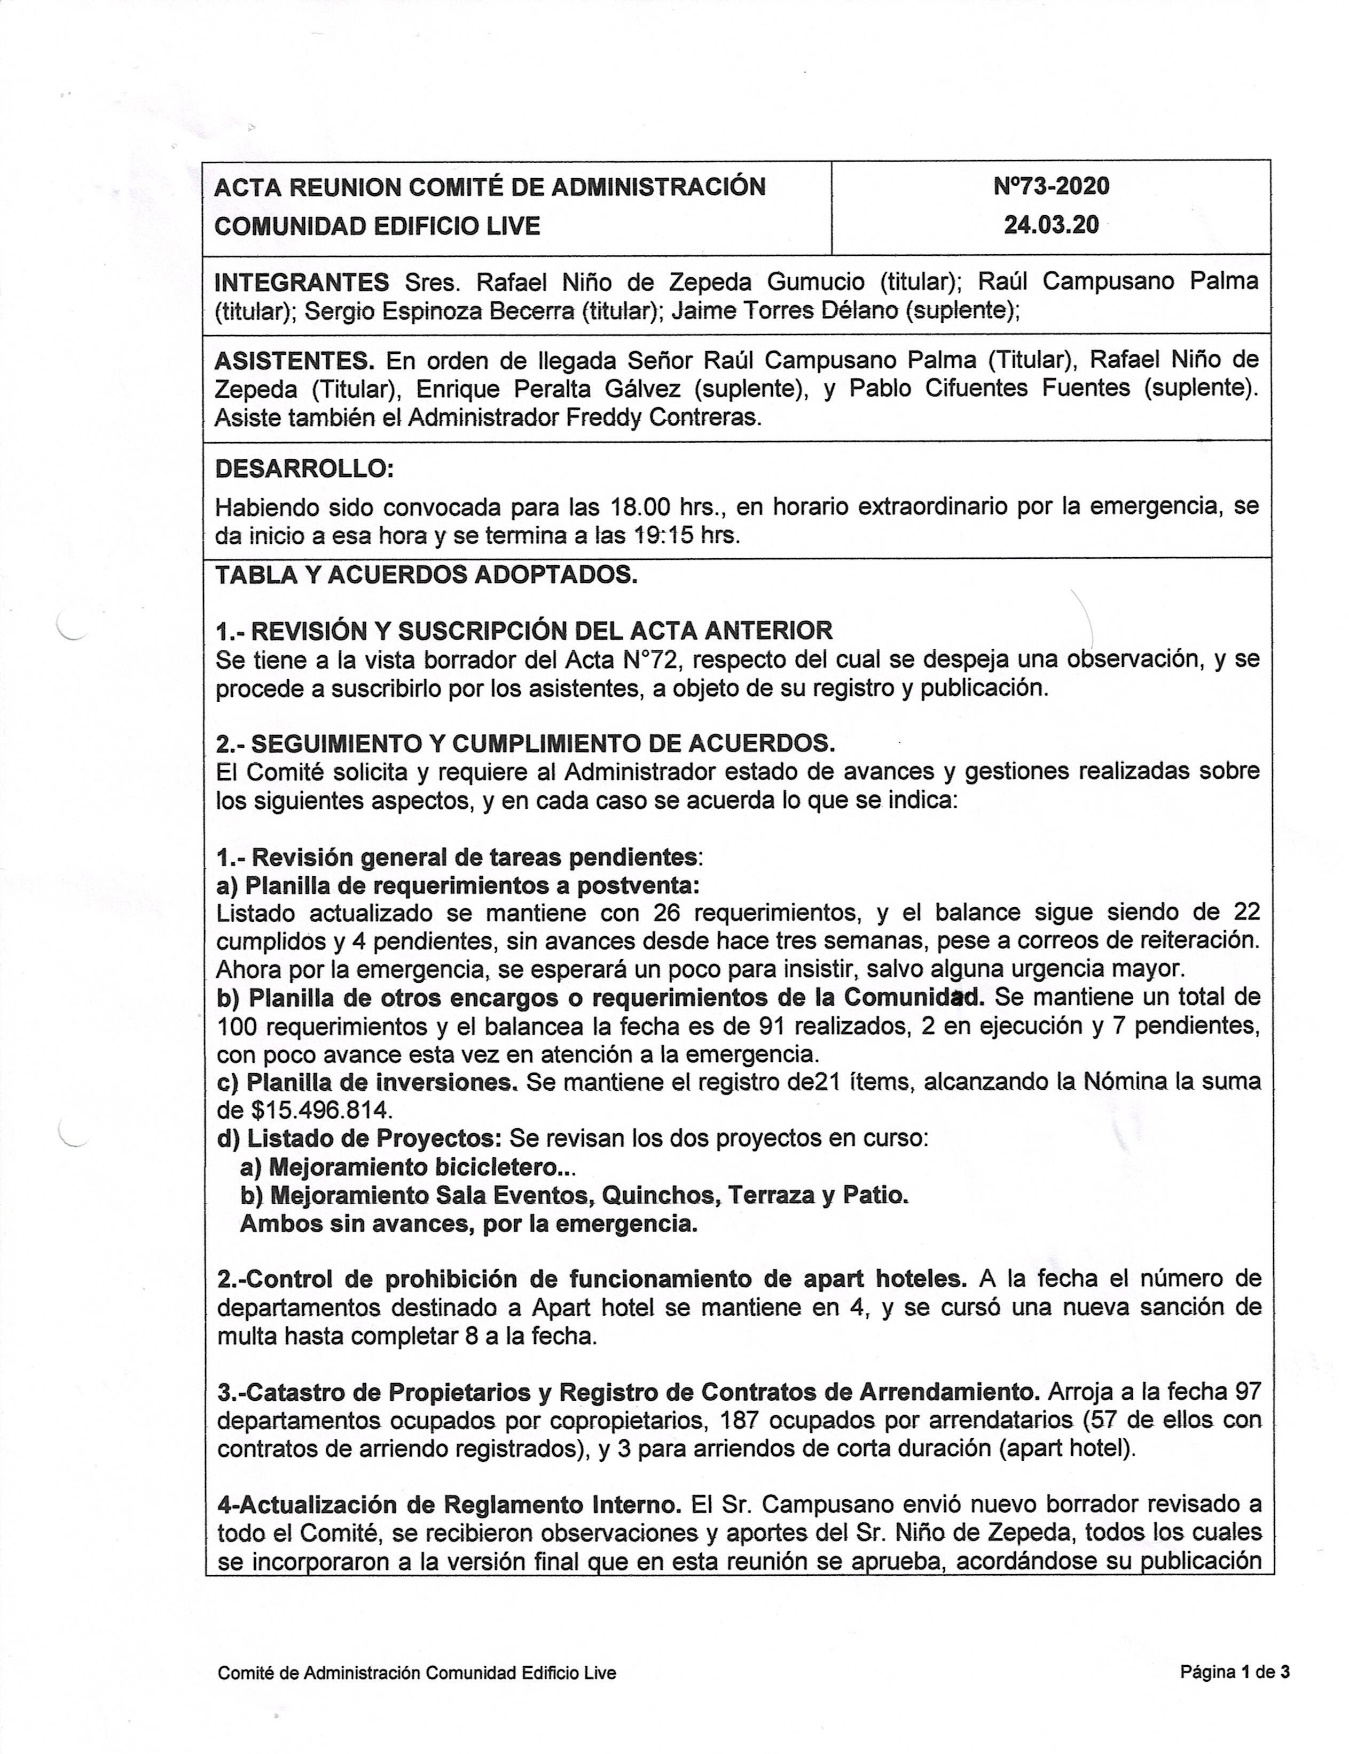 ACTA REUNION COMITÉ DE ADMINISTRACIÓN
COMUNIDAD EDIFICIO LIVE
Nº73-2020
24.03.20
INTEGRANTES Sres. Rafael Niño de Zepeda Gumucio (titular); Raúl Campusano Palma
(titular); Sergio Espinoza Becerra (titular); Jaime Torres Délano (suplente);
ASISTENTES. En orden de llegada Señor Raúl Campusano Palma (Titular), Rafael Niño de
Zepeda (Titular), Enrique Peralta Gálvez (suplente), y Pablo Cifuentes Fuentes (suplente).
Asiste también el Administrador Freddy Contreras.
DESARROLLO:
Habiendo sido convocada para las 18.00 hrs., en horario extraordinario por la emergencia, se
da inicio a esa hora y se termina a las 19:15 hrs.
TABLA Y ACUERDOS ADOPTADOS.
1.- REVISIÓN Y SUSCRIPCIÓN DEL ACTA ANTERIOR
Se tiene a la vista borrador del Acta N°72, respecto del cual se despeja una observación, y se
procede a suscribirlo por los asistentes, a objeto de su registro y publicación.
2.- SEGUIMIENTO Y CUMPLIMIENTO DE ACUERDOS.
El Comité solicita y requiere al Administrador estado de avances y gestiones realizadas sobre
los siguientes aspectos, y en cada caso se acuerda lo que se indica:
1.- Revisión general de tareas pendientes:
a) Planilla de requerimientos a postventa:
Listado actualizado se mantiene con 26 requerimientos, y el balance sigue siendo de 22
cumplidos y 4 pendientes, sin avances desde hace tres semanas, pese a correos de reiteración.
Ahora por la emergencia, se esperará un poco para insistir, salvo alguna urgencia mayor.
b) Planilla de otros encargos o requerimientos de la Comunidad. Se mantiene un total de
100 requerimientos y el balancea la fecha es de 91 realizados, 2 en ejecución y 7 pendientes,
con poco avance esta vez en atención a la emergencia.
c) Planilla de inversiones. Se mantiene el registro de21 ítems, alcanzando la Nómina la suma
de $15.496.814.
d) Listado de Proyectos: Se revisan los dos proyectos en curso:
a) Mejoramiento bicicletero...
b) Mejoramiento Sala Eventos, Quinchos, Terraza y Patio.
Ambos sin avances, por la emergencia.
2.-Control de prohibición de funcionamiento de apart hoteles. A la fecha el número de
departamentos destinado a Apart hotel se mantiene en 4, y se cursó una nueva sanción de
multa hasta completar 8 a la fecha.
3.-Catastro de Propietarios y Registro de Contratos de Arrendamiento. Arroja a la fecha 97
departamentos ocupados por copropietarios, 187 ocupados por arrendatarios (57 de ellos con
contratos de arriendo registrados), y 3 para arriendos de corta duración (apart hotel).
4-Actualización de Reglamento Interno. El Sr. Campusano envió nuevo borrador revisado a
todo el Comité, se recibieron observaciones y aportes del Sr. Niño de Zepeda, todos los cuales
se incorporaron a la versión final que en esta reunión se aprueba, acordándose su publicación
Comité de Administración Comunidad Edificio Live
Página 1 de 3